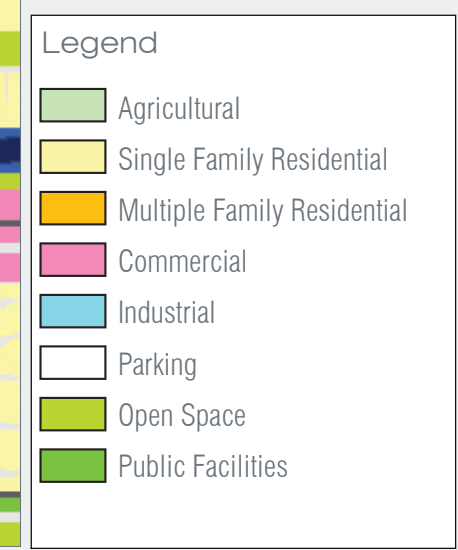 Legend
Agricultural
Single Family Residential
Multiple Family Residential
Commercial
Industrial
Parking
Open Space
Public Facilities